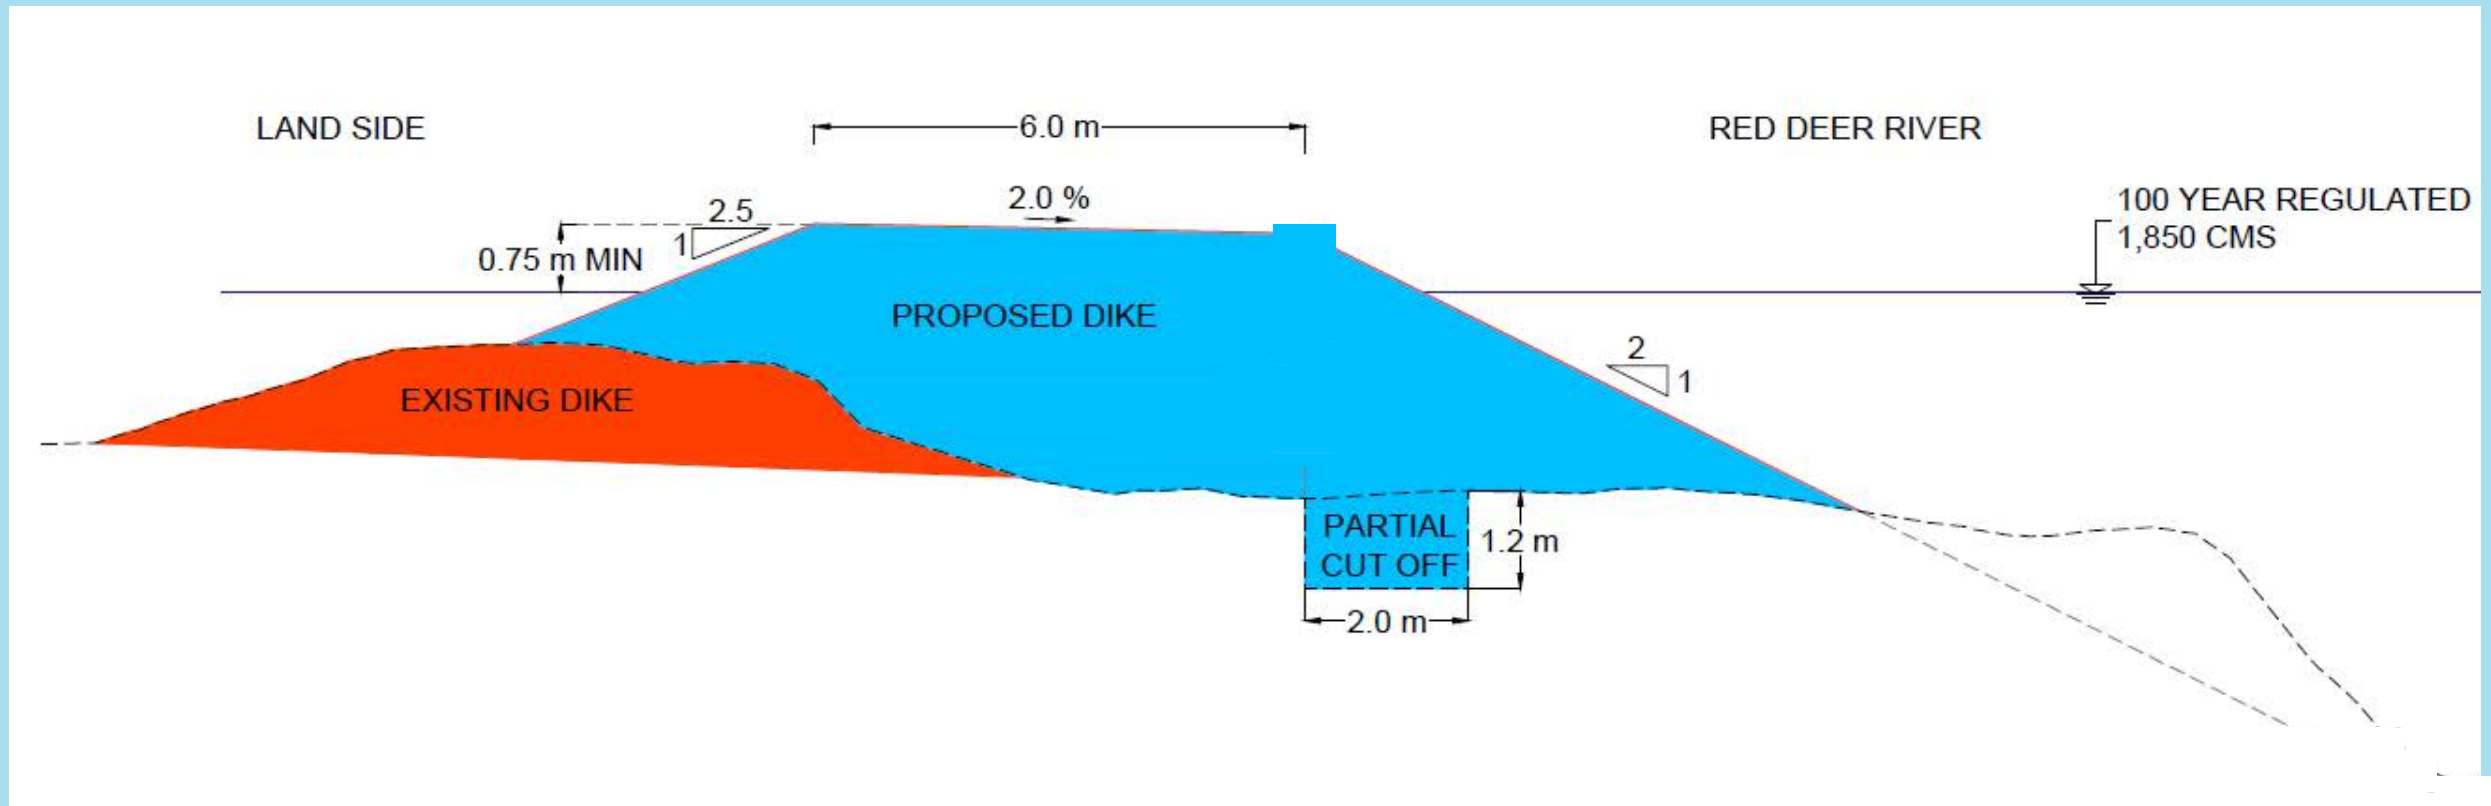 LAND SIDE
6.0 m
RED DEER RIVER
2.5
1
2.0 %
0.75 m MIN
100 YEAR REGULATED
1,850 CMS
PROPOSED DIKE
2
1
EXISTING DIKE
PARTIAL
CUT OFF
1.2 m
2.0 m